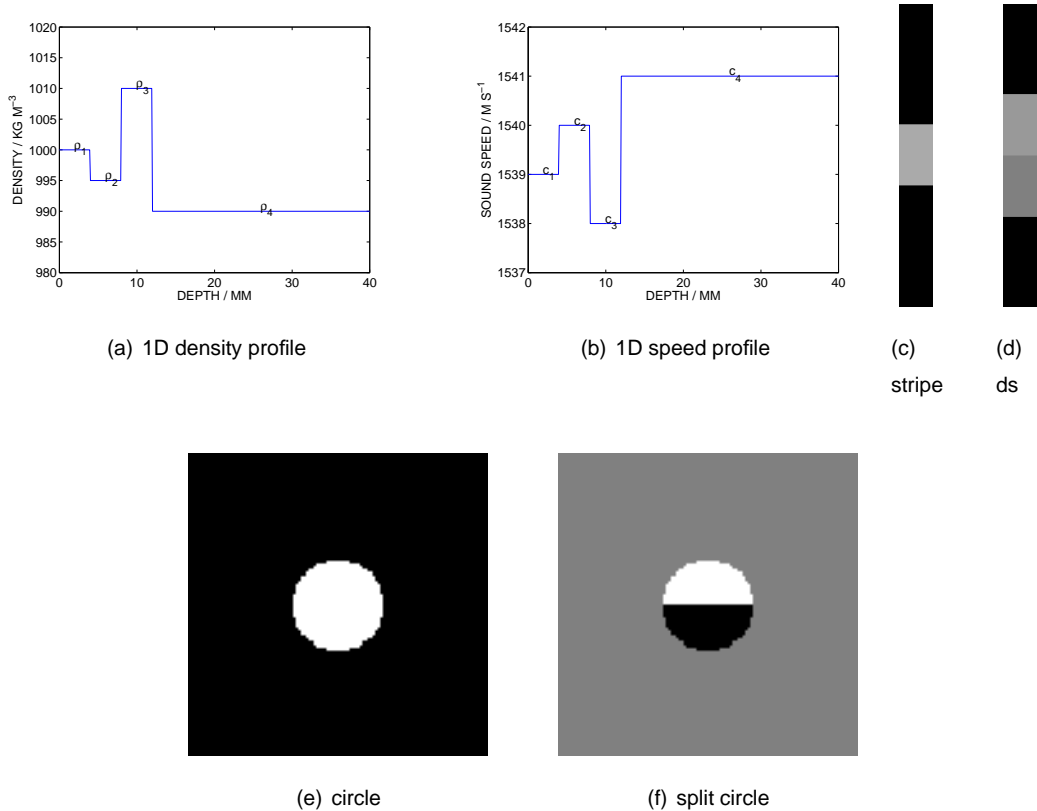 1020
1015
1010
1005
1000
995
990
985
980
DENSITY / KG M⁻³
ρ₁
ρ₂
ρ₃
ρ₄
0 10 20 30 40
DEPTH / MM
(a) 1D density profile
1542
1541
1540
1539
1538
1537
SOUND SPEED / M S⁻¹
c₁
c₂
c₃
c₄
0 10 20 30 40
DEPTH / MM
(b) 1D speed profile
(c)
stripe
(d)
ds
(e) circle
(f) split circle